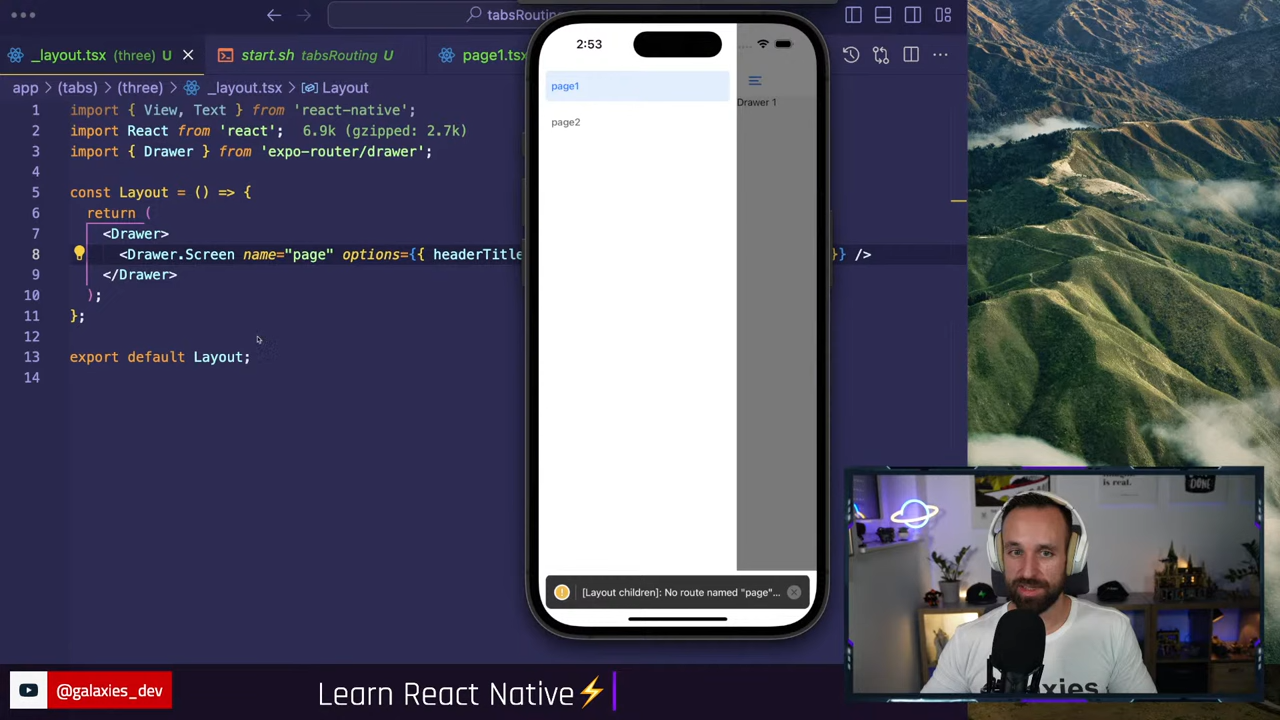 tabsRouting
_layout.tsx (three) U
start.sh tabsRouting U
page1.tsx
app > (tabs) > (three) > _layout.tsx > Layout
1 import { View, Text } from 'react-native';
2 import React from 'react'; 6.9k (gzipped: 2.7k)
3 import { Drawer } from 'expo-router/drawer';
4
5 const Layout = () => {
6 return (
7 <Drawer>
8 <Drawer.Screen name="page" options={{ headerTitle }} />
9 </Drawer>
10 );
11 };
12
13 export default Layout;
14
2:53
page1
page2
Drawer 1
[Layout children]: No route named "page"...
is real.
DONE
@galaxies_dev
Learn React Native⚡